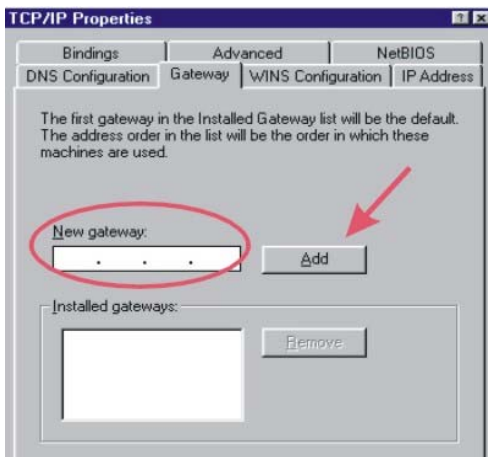 TCP/IP Properties
? X
Bindings Advanced NetBIOS
DNS Configuration Gateway WINS Configuration IP Address
The first gateway in the Installed Gateway list will be the default.
The address order in the list will be the order in which these
machines are used.
New gateway:
. . .
Add
Installed gateways:
Remove